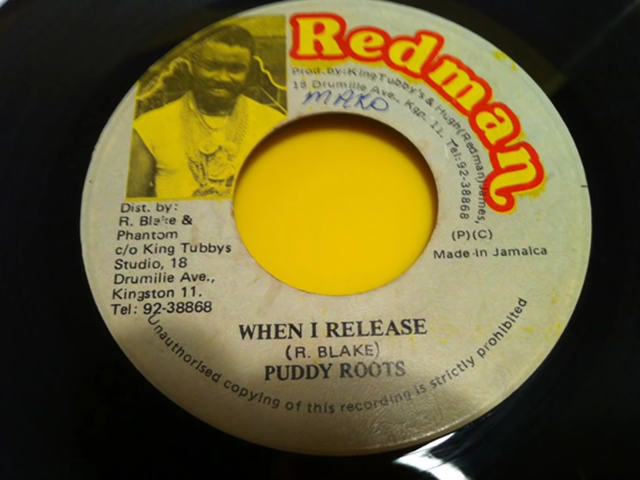 Redman
Prod. by: King Tubby's & Hugh (Redman) James,
18 Drumilie Ave., Kgn. 11. Tel: 92-38868
MAKO
(P)(C)
Made in Jamaica
Dist. by:
R. Blake &
Phantom
c/o King Tubbys
Studio, 18
Drumilie Ave.,
Kingston 11.
Tel: 92-38868
WHEN I RELEASE
(R. BLAKE)
PUDDY ROOTS
Unauthorised copying of this recording is strictly prohibited